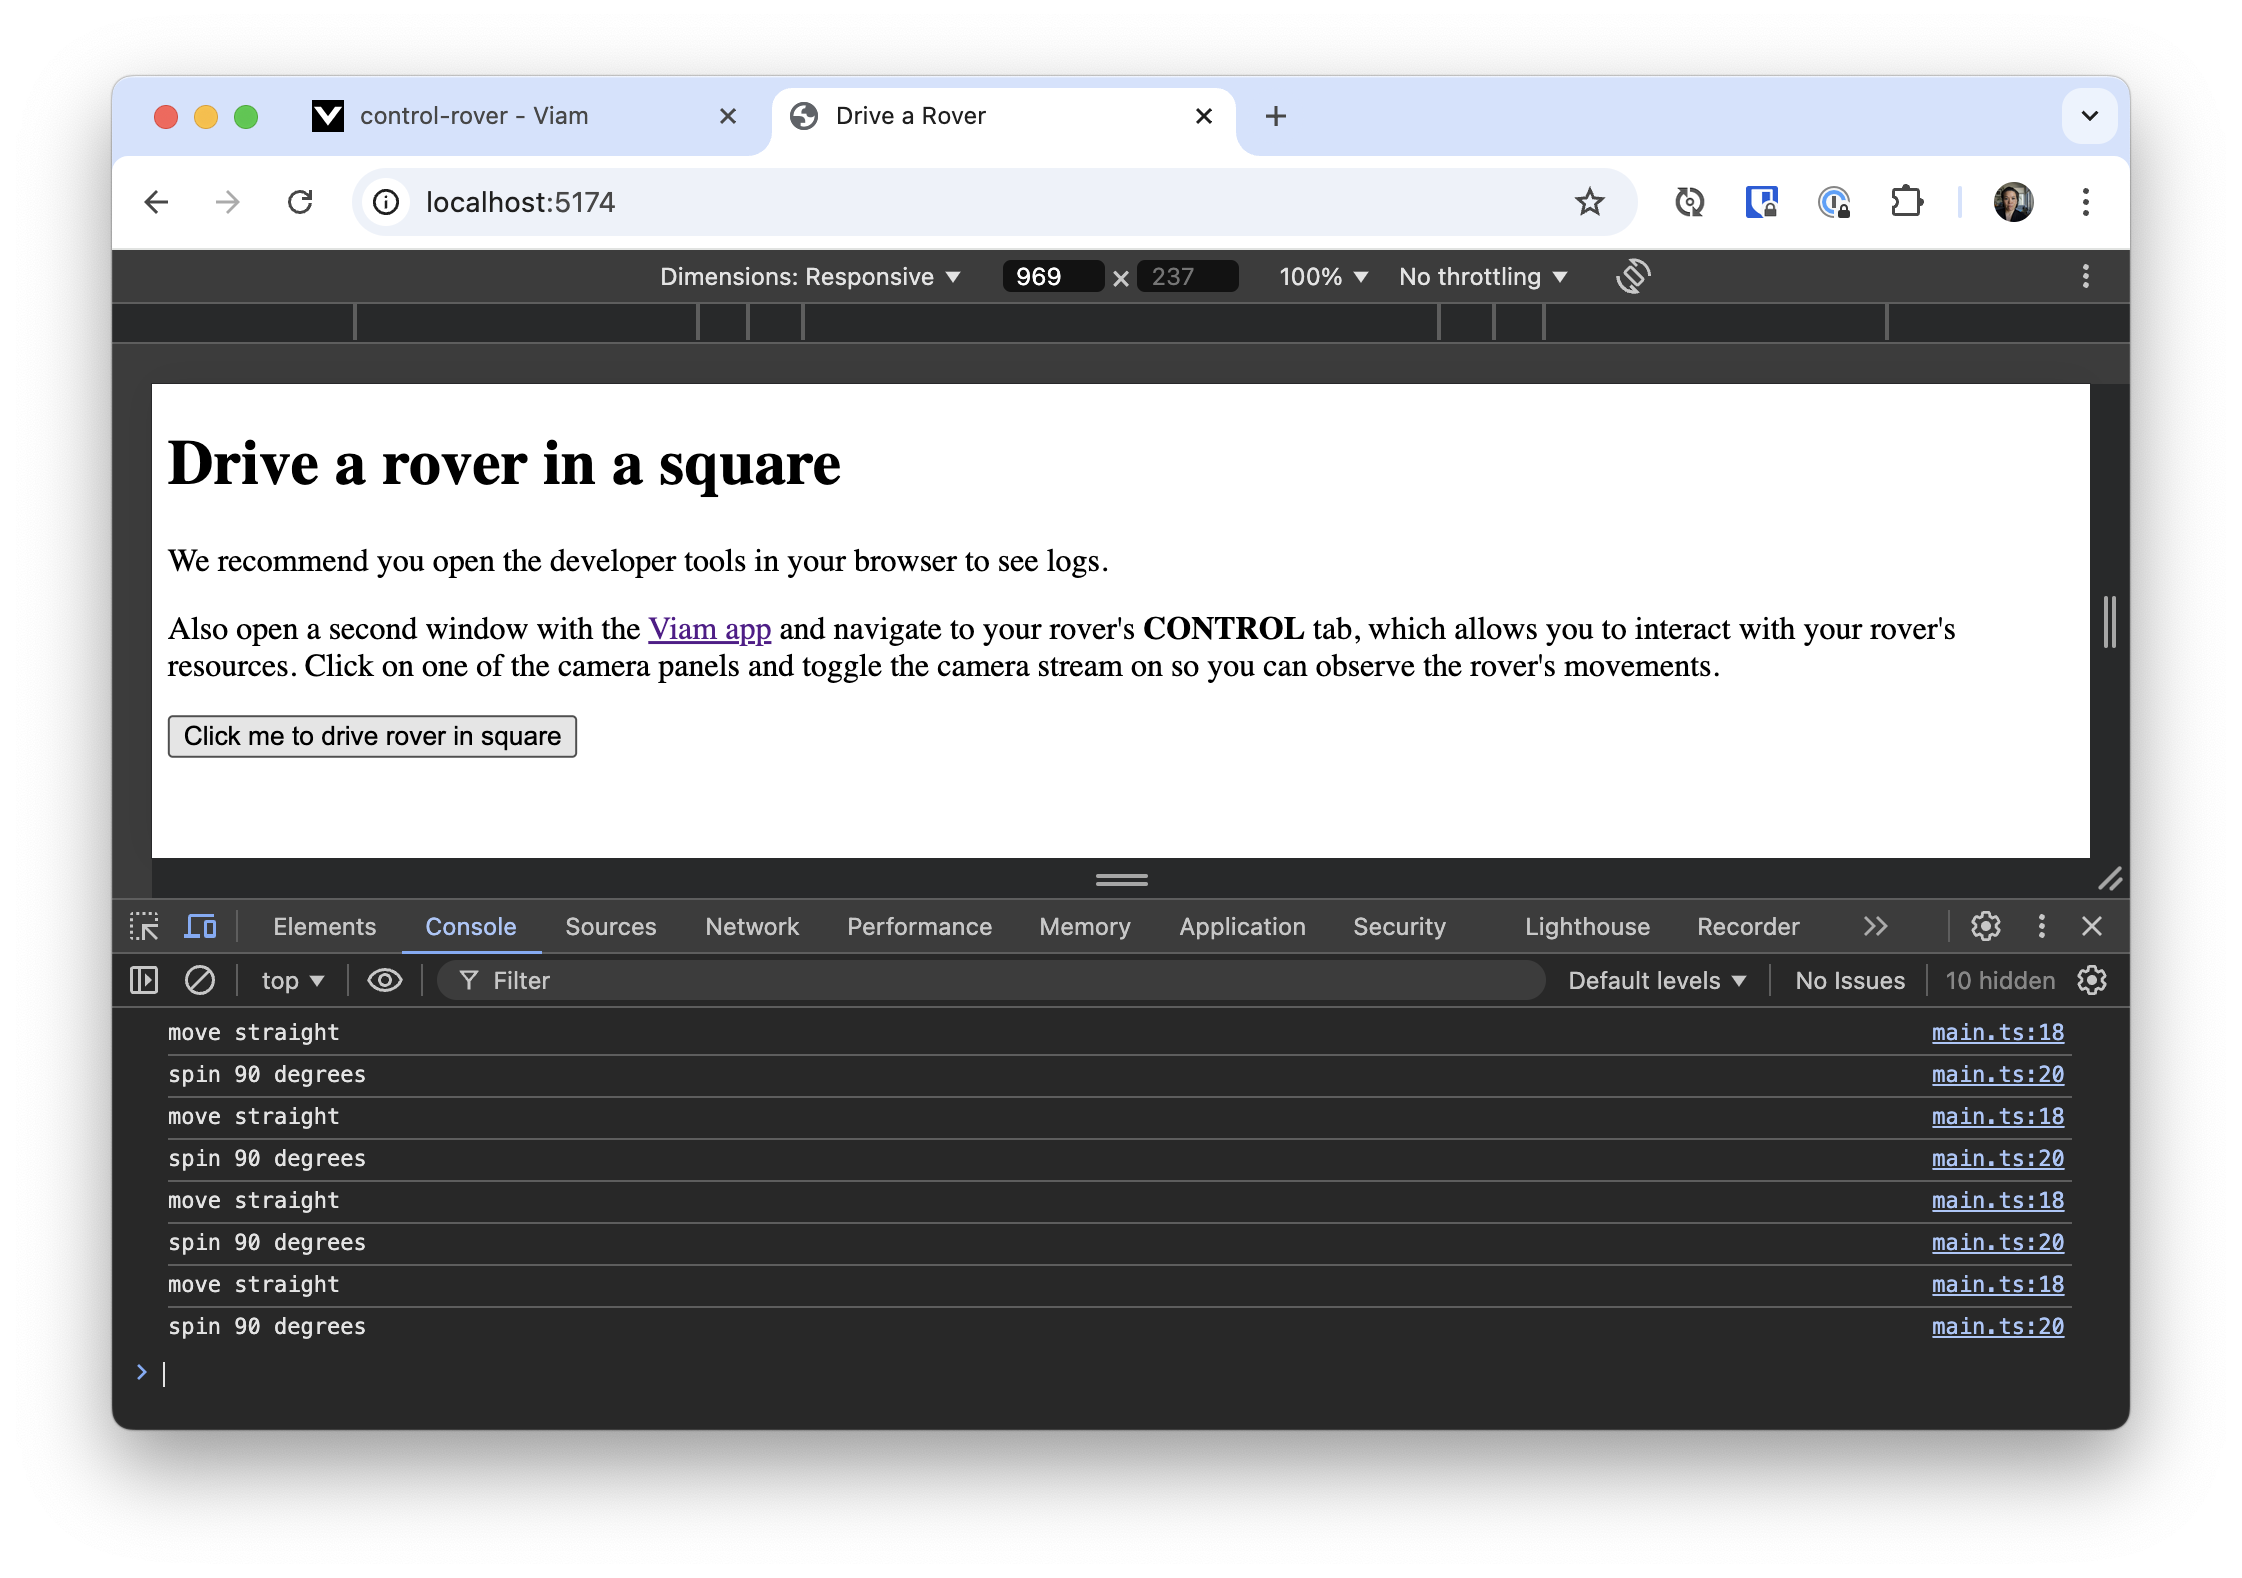 control-rover - Viam
Drive a Rover
localhost:5174
Dimensions: Responsive 969 × 237 100% No throttling
Drive a rover in a square
We recommend you open the developer tools in your browser to see logs.
Also open a second window with the Viam app and navigate to your rover's CONTROL tab, which allows you to interact with your rover's
resources. Click on one of the camera panels and toggle the camera stream on so you can observe the rover's movements.
Click me to drive rover in square
Elements Console Sources Network Performance Memory Application Security Lighthouse Recorder
top Filter Default levels No Issues 10 hidden
move straight main.ts:18
spin 90 degrees main.ts:20
move straight main.ts:18
spin 90 degrees main.ts:20
move straight main.ts:18
spin 90 degrees main.ts:20
move straight main.ts:18
spin 90 degrees main.ts:20